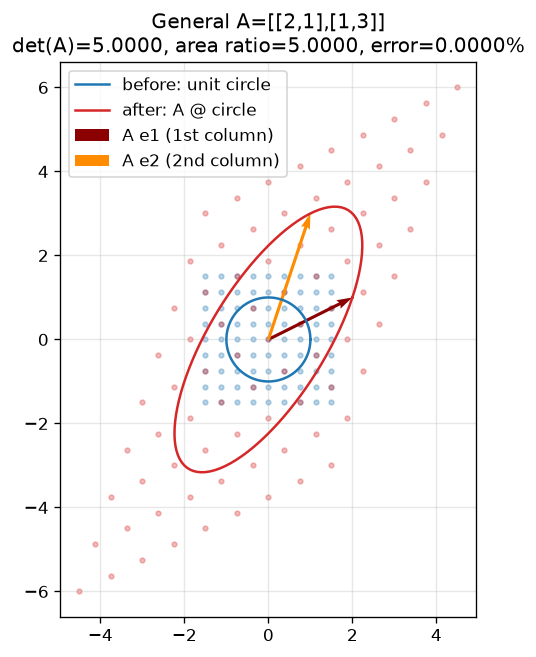 General A=[[2,1],[1,3]]
det(A)=5.0000, area ratio=5.0000, error=0.0000%
before: unit circle
after: A @ circle
A e1 (1st column)
A e2 (2nd column)
6
4
2
0
−2
−4
−6
−4 −2 0 2 4